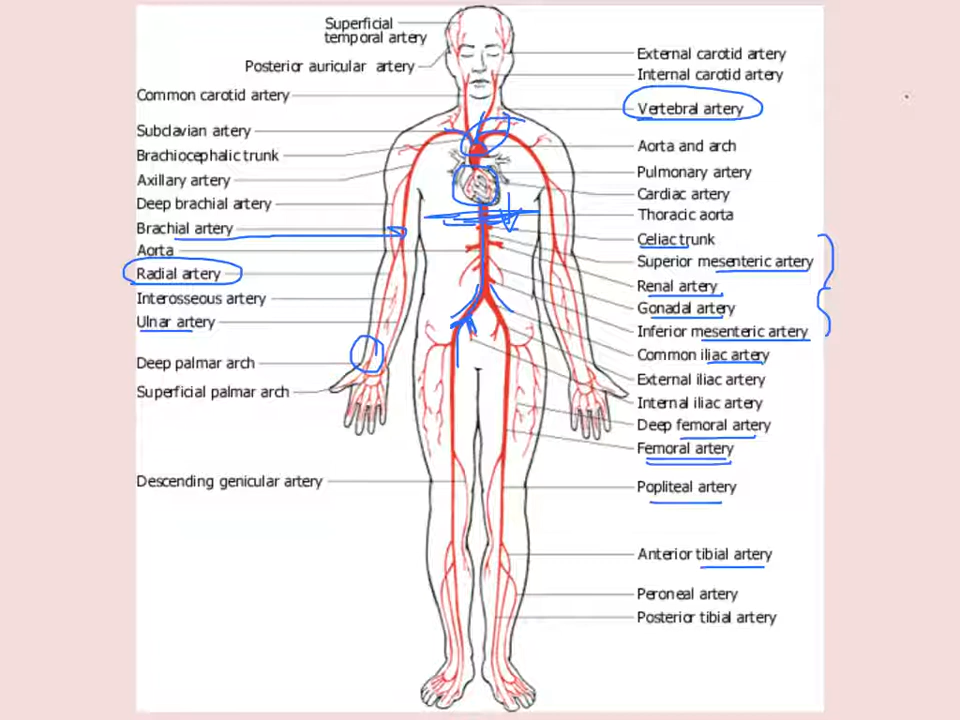 Superficial
temporal artery
Posterior auricular artery
Common carotid artery
Subclavian artery
Brachiocephalic trunk
Axillary artery
Deep brachial artery
Brachial artery
Aorta
Radial artery
Interosseous artery
Ulnar artery
Deep palmar arch
Superficial palmar arch
Descending genicular artery
External carotid artery
Internal carotid artery
Vertebral artery
Aorta and arch
Pulmonary artery
Cardiac artery
Thoracic aorta
Celiac trunk
Superior mesenteric artery
Renal artery
Gonadal artery
Inferior mesenteric artery
Common iliac artery
External iliac artery
Internal iliac artery
Deep femoral artery
Femoral artery
Popliteal artery
Anterior tibial artery
Peroneal artery
Posterior tibial artery